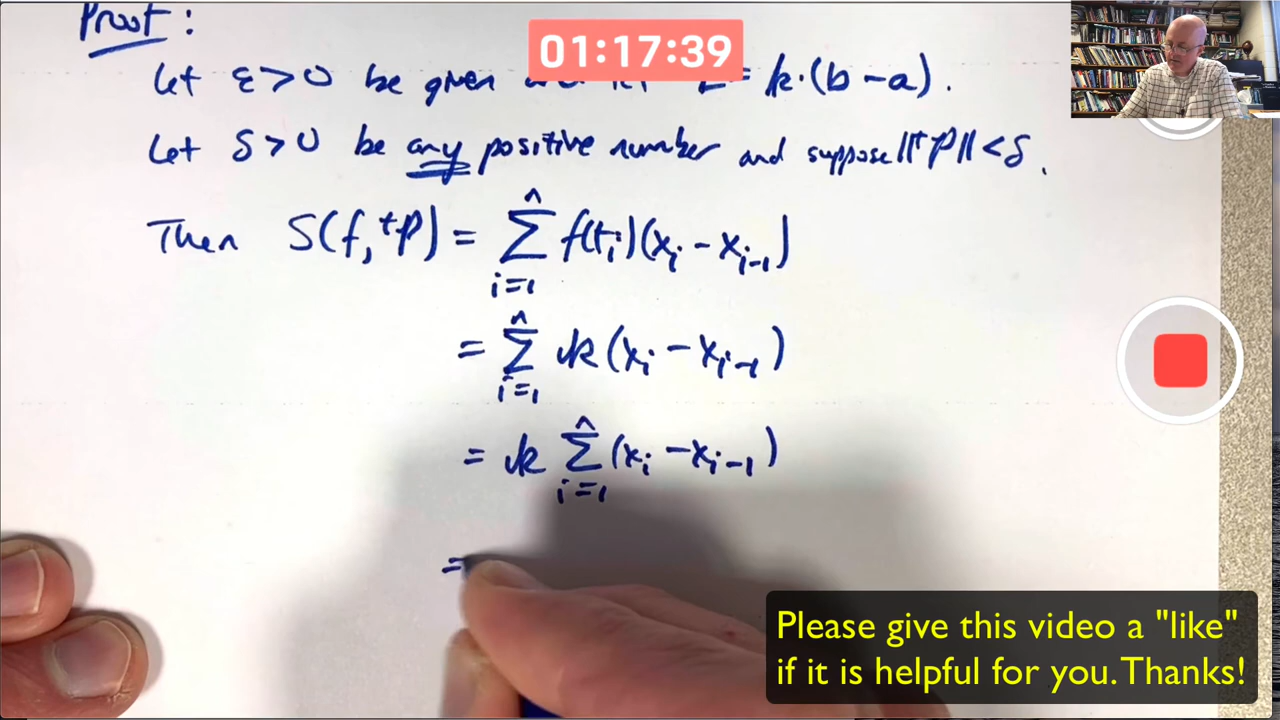 Proof:
01:17:39
Let ε>0 be given L = k·(b-a).
Let δ>0 be any positive number and suppose ||⁺P||<δ.
Then S(f,⁺P) = n∑i=1 f(tᵢ)(xᵢ - xᵢ₋₁)
= n∑i=1 k(xᵢ - xᵢ₋₁)
= k n∑i=1 (xᵢ - xᵢ₋₁)
=
Please give this video a "like"
if it is helpful for you. Thanks!